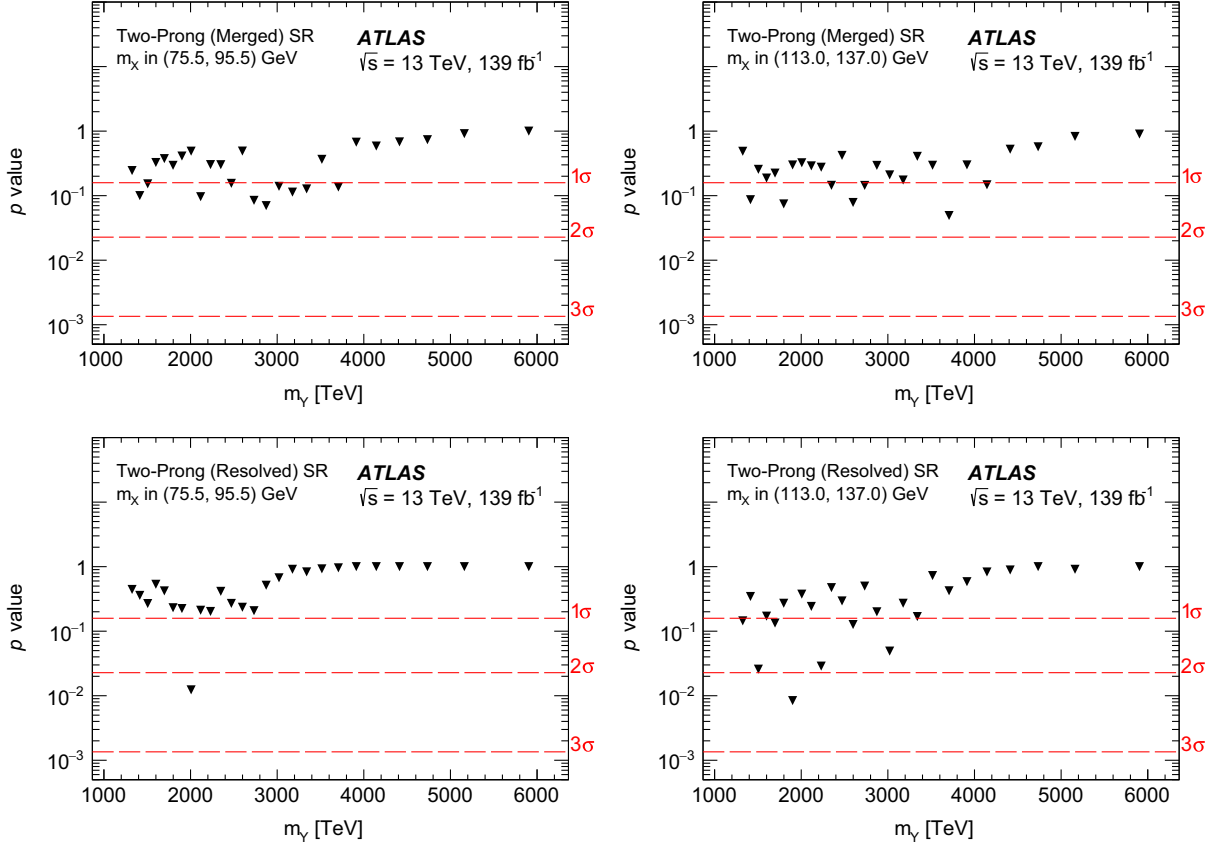 Two-Prong (Merged) SR
m_X in (75.5, 95.5) GeV
ATLAS
√s = 13 TeV, 139 fb⁻¹
p value
1
10⁻¹
10⁻²
10⁻³
1σ
2σ
3σ
1000 2000 3000 4000 5000 6000
m_Y [TeV]
Two-Prong (Merged) SR
m_X in (113.0, 137.0) GeV
ATLAS
√s = 13 TeV, 139 fb⁻¹
p value
1
10⁻¹
10⁻²
10⁻³
1σ
2σ
3σ
1000 2000 3000 4000 5000 6000
m_Y [TeV]
Two-Prong (Resolved) SR
m_X in (75.5, 95.5) GeV
ATLAS
√s = 13 TeV, 139 fb⁻¹
p value
1
10⁻¹
10⁻²
10⁻³
1σ
2σ
3σ
1000 2000 3000 4000 5000 6000
m_Y [TeV]
Two-Prong (Resolved) SR
m_X in (113.0, 137.0) GeV
ATLAS
√s = 13 TeV, 139 fb⁻¹
p value
1
10⁻¹
10⁻²
10⁻³
1σ
2σ
3σ
1000 2000 3000 4000 5000 6000
m_Y [TeV]